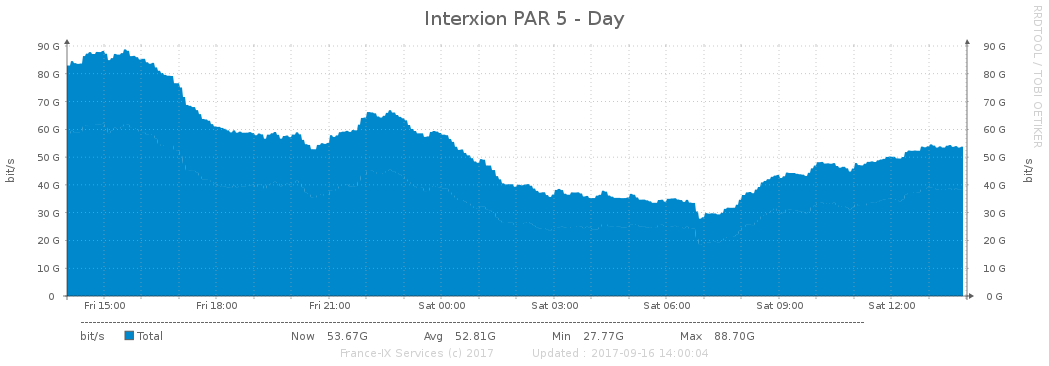 Interxion PAR 5 - Day
RRDTOOL / TOBI OETIKER
90 G 90 G
80 G 80 G
70 G 70 G
60 G 60 G
50 G 50 G
40 G 40 G
30 G 30 G
20 G 20 G
10 G 10 G
0 0 G
bit/s bit/s
Fri 15:00 Fri 18:00 Fri 21:00 Sat 00:00 Sat 03:00 Sat 06:00 Sat 09:00 Sat 12:00
bit/s Total Now 53.67G Avg 52.81G Min 27.77G Max 88.70G
France-IX Services (c) 2017 Updated : 2017-09-16 14:00:04